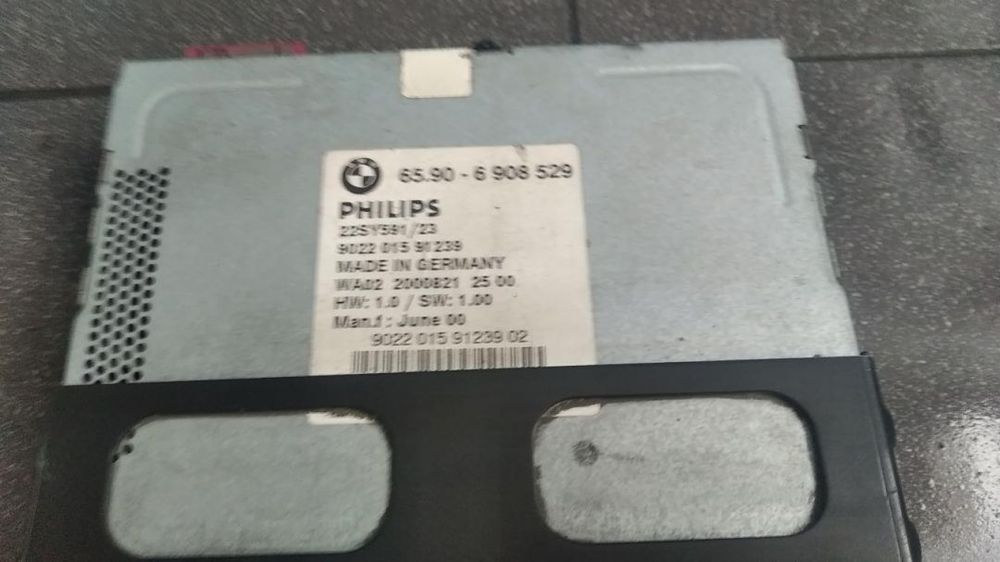 65.90 - 6 908 529
PHILIPS
22SY591/23
9022 015 91239
MADE IN GERMANY
WA02 2000821 25 00
HW: 1.0 / SW: 1.00
Man.f : June 00
9022 015 91239 02